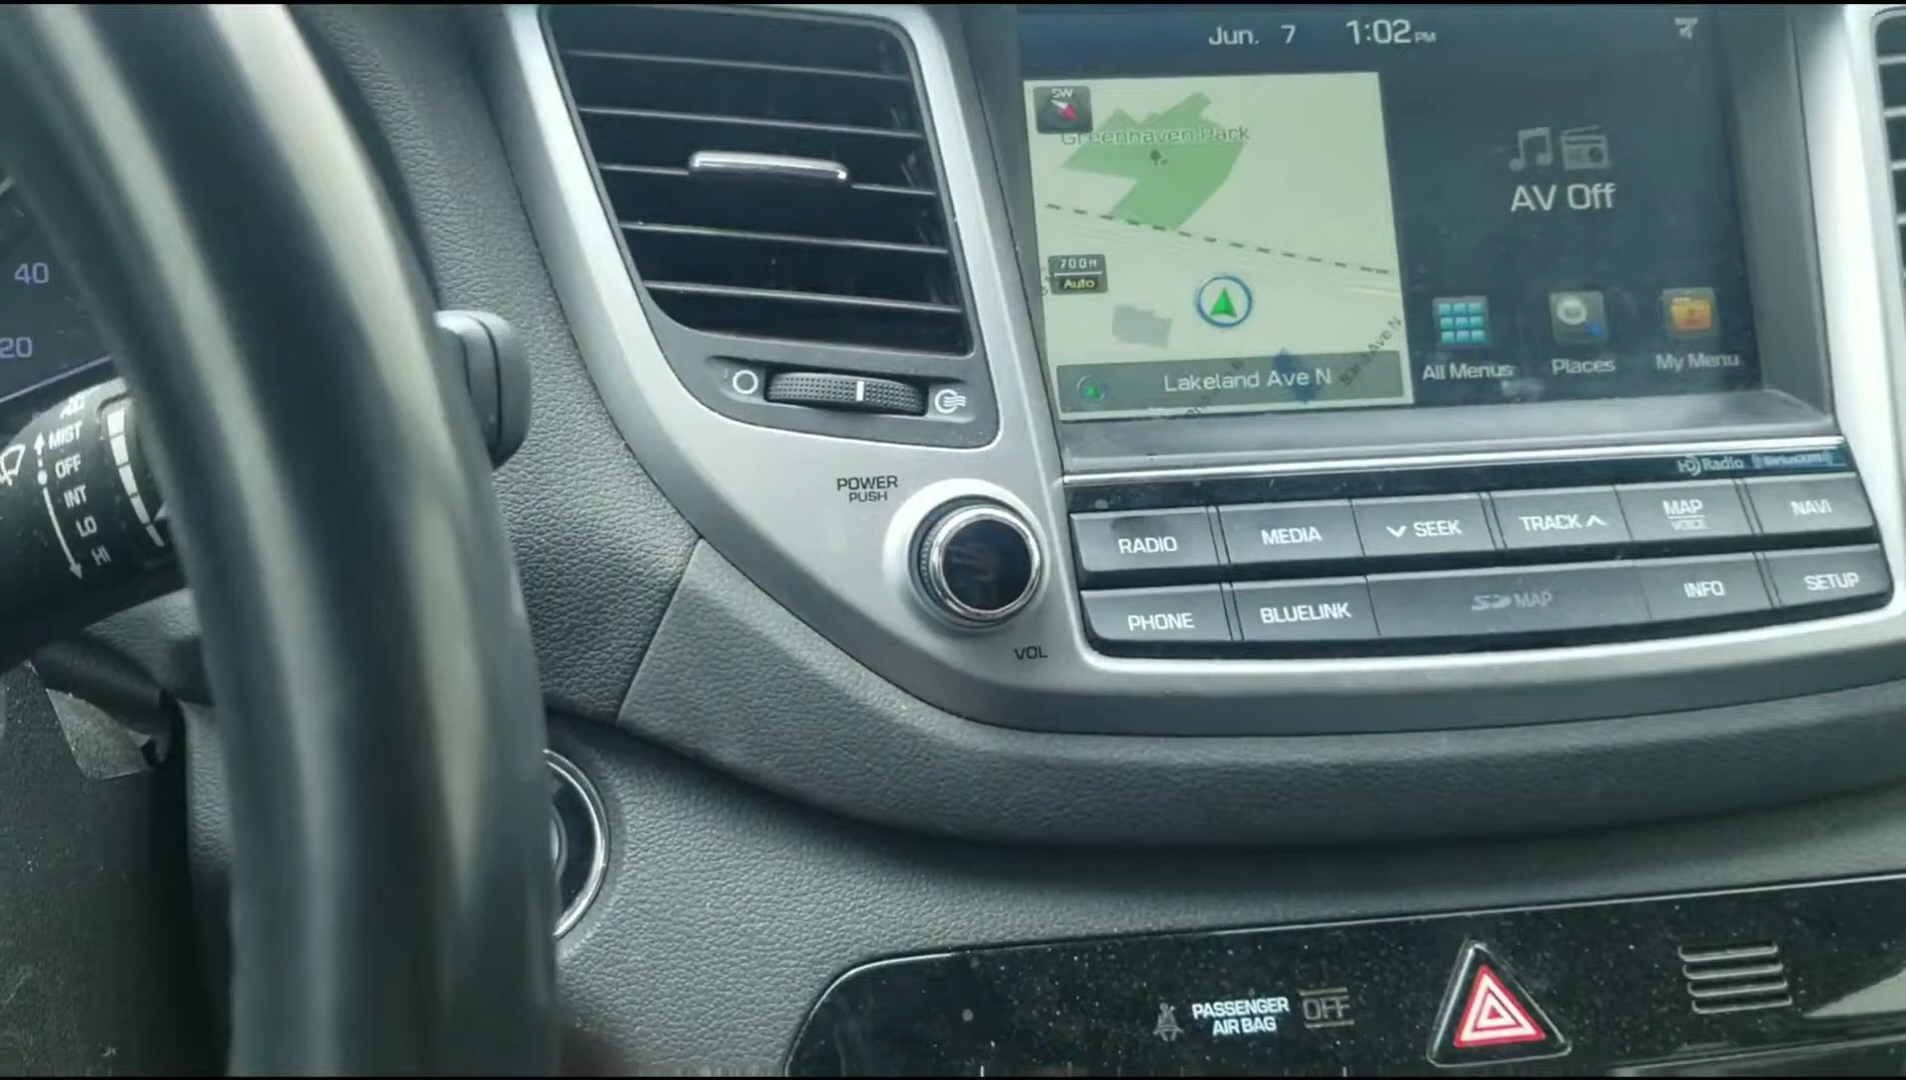 Jun. 7 1:02 PM
SW
Greenhaven Park
700ft
Auto
Lakeland Ave N
AV Off
All Menus
Places
My Menu
40
20
MIST
OFF
INT
LO
HI
POWER
PUSH
VOL
HD Radio
RADIO
MEDIA
SEEK
TRACK
MAP
VOICE
NAVI
PHONE
BLUELINK
SD MAP
INFO
SETUP
PASSENGER
AIR BAG
OFF